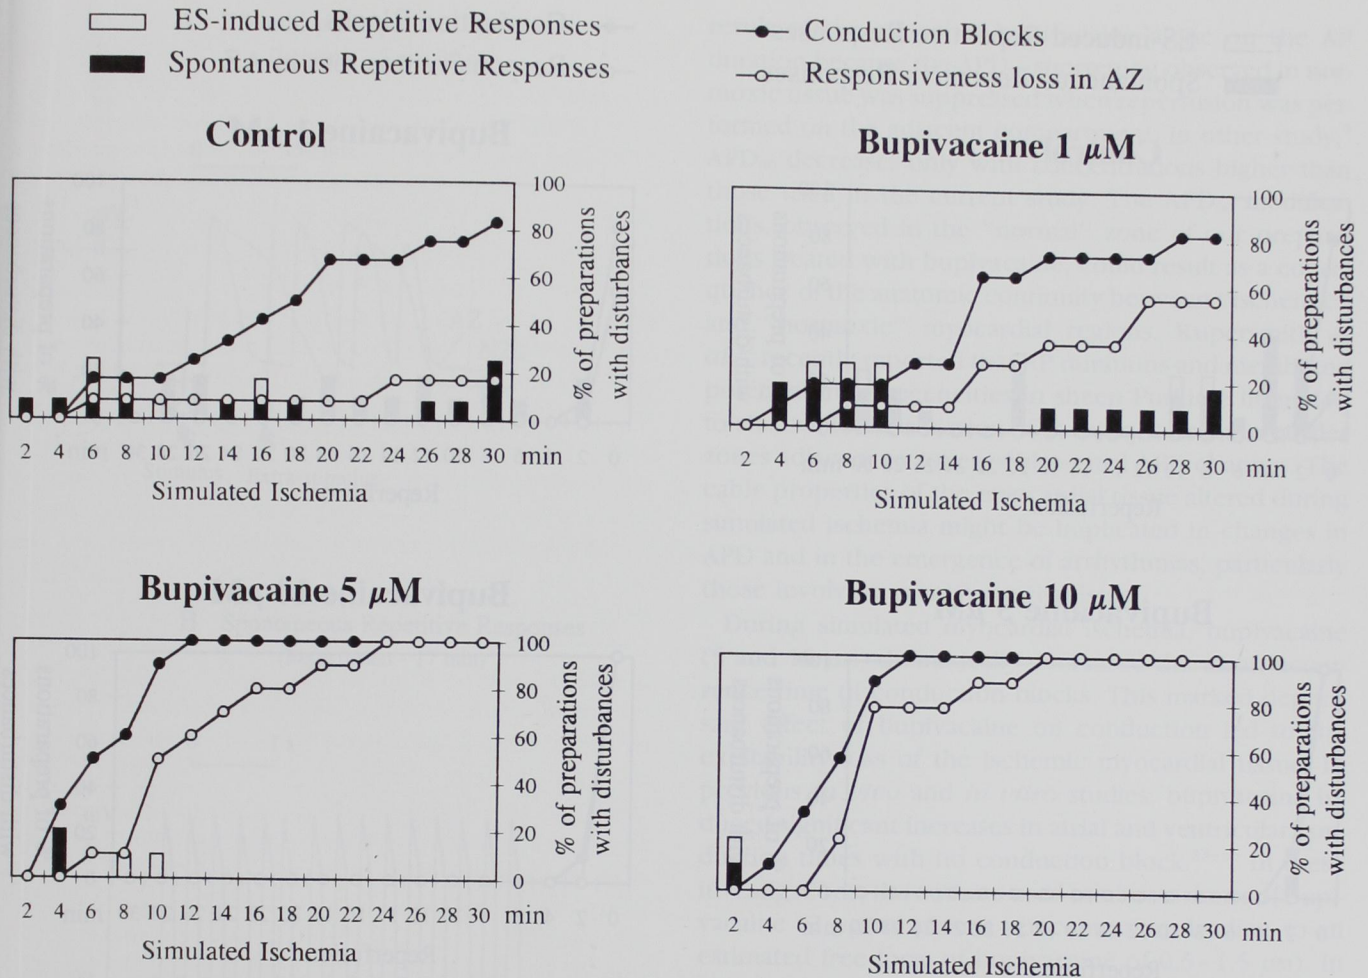 ES-induced Repetitive Responses
Spontaneous Repetitive Responses
Conduction Blocks
Responsiveness loss in AZ
Control
100
80
60
40
20
0
% of preparations
with disturbances
2 4 6 8 10 12 14 16 18 20 22 24 26 28 30 min
Simulated Ischemia
Bupivacaine 1 μM
100
80
60
40
20
0
% of preparations
with disturbances
2 4 6 8 10 12 14 16 18 20 22 24 26 28 30 min
Simulated Ischemia
Bupivacaine 5 μM
100
80
60
40
20
0
% of preparations
with disturbances
2 4 6 8 10 12 14 16 18 20 22 24 26 28 30 min
Simulated Ischemia
Bupivacaine 10 μM
100
80
60
40
20
0
% of preparations
with disturbances
2 4 6 8 10 12 14 16 18 20 22 24 26 28 30 min
Simulated Ischemia